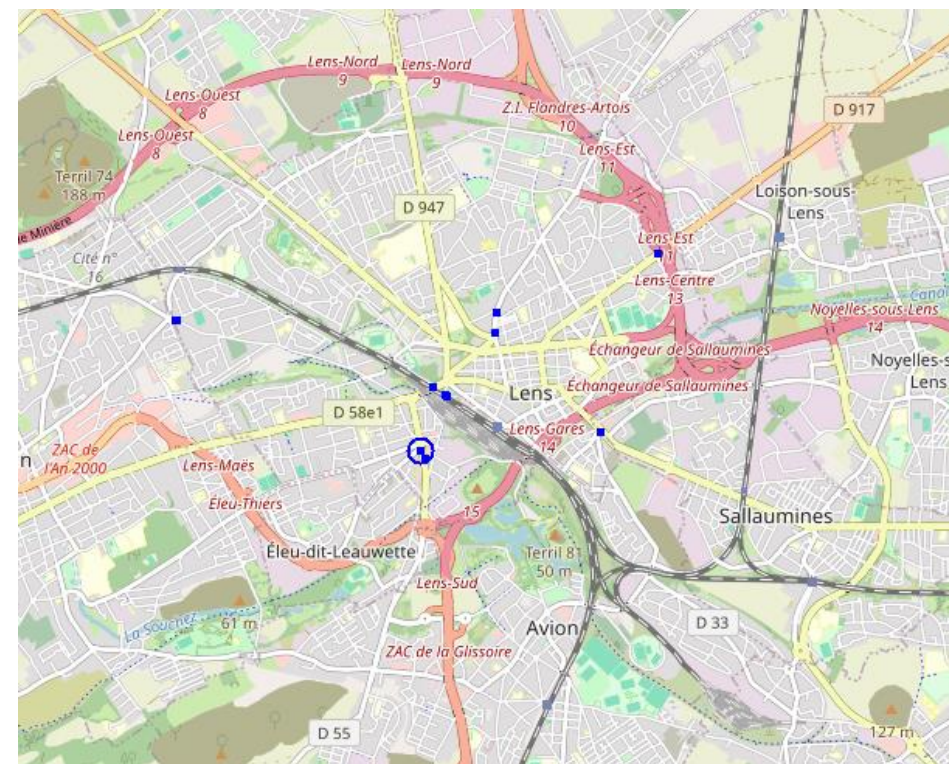 Lens-Nord
9
Lens-Nord
9
Lens-Ouest
8
Lens-Ouest
8
Z.I. Flandres-Artois
10
D 917
Lens-Est
11
Terril 74
188 m
Loison-sous-
Lens
D 947
Minière
Cité n°
16
Lens-Est
Lens-Centre
13
Noyelles-sous-Lens
14
Canal
Échangeur de Sallaumines
Noyelles-s
Lens
Échangeur de Sallaumines
Lens
D 58e1
Lens-Gares
14
ZAC de
l'An 2000
n
Lens-Maës
Éleu-Thiers
15
Sallaumines
Éleu-dit-Leauwette
Terril 81
50 m
Lens-Sud
61 m
La Souchez
Avion
D 33
ZAC de la Glissoire
D 55
127 m